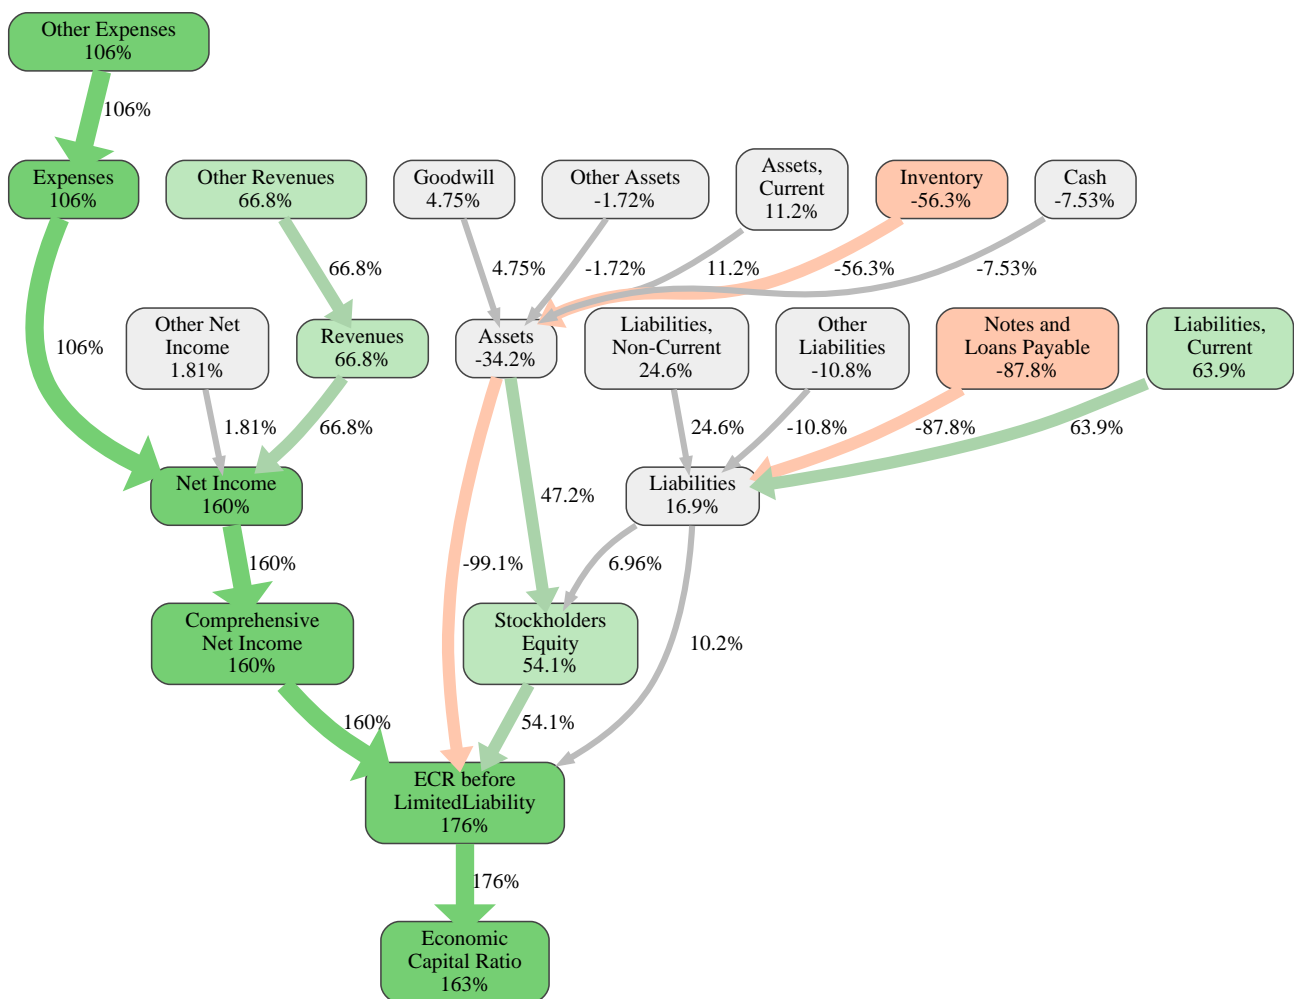 Other Expenses
106%
106%
Expenses
106%
Other Revenues
66.8%
Goodwill
4.75%
Other Assets
-1.72%
Assets,
Current
11.2%
Inventory
-56.3%
Cash
-7.53%
66.8%
4.75%
-1.72%
11.2%
-56.3%
-7.53%
106%
Other Net
Income
1.81%
Revenues
66.8%
Assets
-34.2%
Liabilities,
Non-Current
24.6%
Other
Liabilities
-10.8%
Notes and
Loans Payable
-87.8%
Liabilities,
Current
63.9%
1.81%
66.8%
24.6%
-10.8%
-87.8%
63.9%
Net Income
160%
47.2%
Liabilities
16.9%
160%
-99.1%
6.96%
Comprehensive
Net Income
160%
Stockholders
Equity
54.1%
10.2%
160%
54.1%
ECR before
LimitedLiability
176%
176%
Economic
Capital Ratio
163%